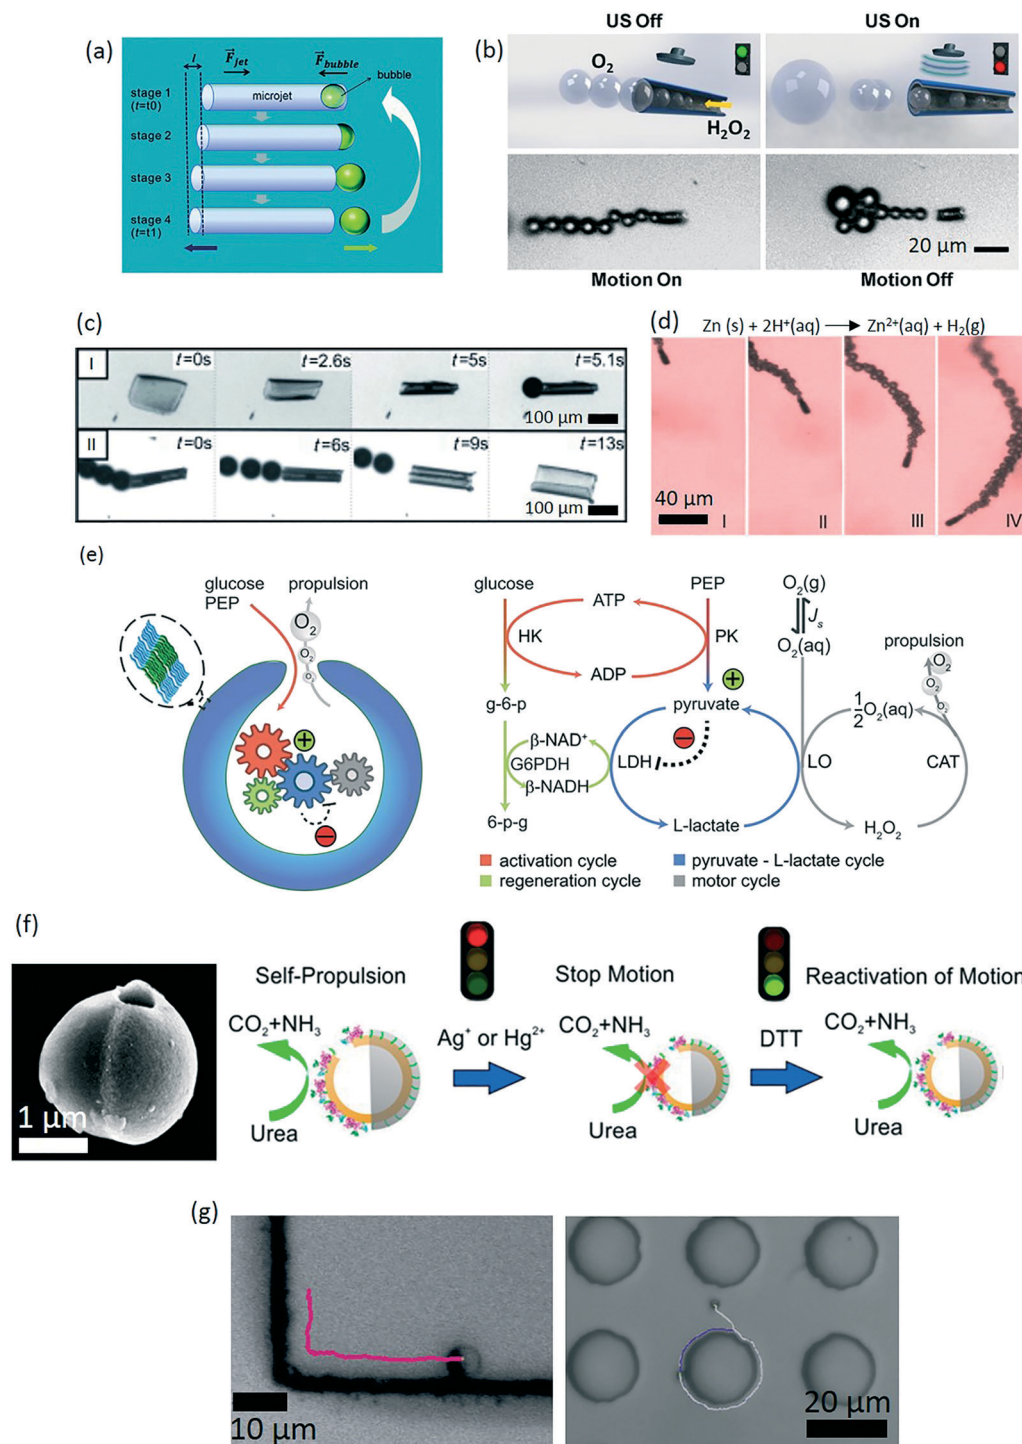 (a)
l
F⃗jet
F⃗bubble
bubble
stage 1
(t=t0)
microjet
stage 2
stage 3
stage 4
(t=t1)
(b)
US Off
US On
O₂
H₂O₂
20 µm
Motion On
Motion Off
(c)
I
t=0s
t=2.6s
t=5s
t=5.1s
100 µm
II
t=0s
t=6s
t=9s
t=13s
100 µm
(d)
Zn (s) + 2H⁺(aq) ⟶ Zn²⁺(aq) + H₂(g)
40 µm
I
II
III
IV
(e)
glucose
PEP
propulsion
O₂
O₂
O₂
+
−
glucose
ATP
PEP
HK
PK
ADP
g-6-p
+
pyruvate
−
β-NAD⁺
G6PDH
β-NADH
LDH
6-p-g
L-lactate
O₂(g)
Jₛ
O₂(aq)
propulsion
O₂
O₂
O₂
½O₂(aq)
LO
CAT
H₂O₂
activation cycle
pyruvate - L-lactate cycle
regeneration cycle
motor cycle
(f)
1 µm
Self-Propulsion
CO₂+NH₃
Urea
Ag⁺ or Hg²⁺
Stop Motion
CO₂+NH₃
Urea
DTT
Reactivation of Motion
CO₂+NH₃
Urea
(g)
10 µm
20 µm